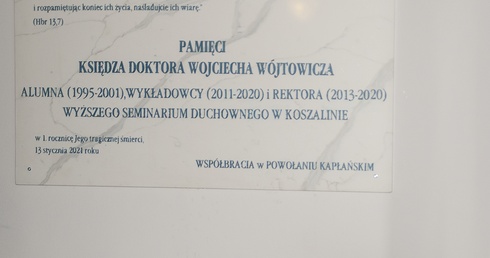 i rozpamiętując koniec ich życia, naśladujcie ich wiarę."
(Hbr 13,7)
PAMIĘCI
KSIĘDZA DOKTORA WOJCIECHA WÓJTOWICZA
ALUMNA (1995-2001),WYKŁADOWCY (2011-2020) i REKTORA (2013-2020)
WYŻSZEGO SEMINARIUM DUCHOWNEGO W KOSZALINIE
w 1. rocznicę Jego tragicznej śmierci,
13 stycznia 2021 roku
WSPÓŁBRACIA w POWOŁANIU KAPŁAŃSKIM